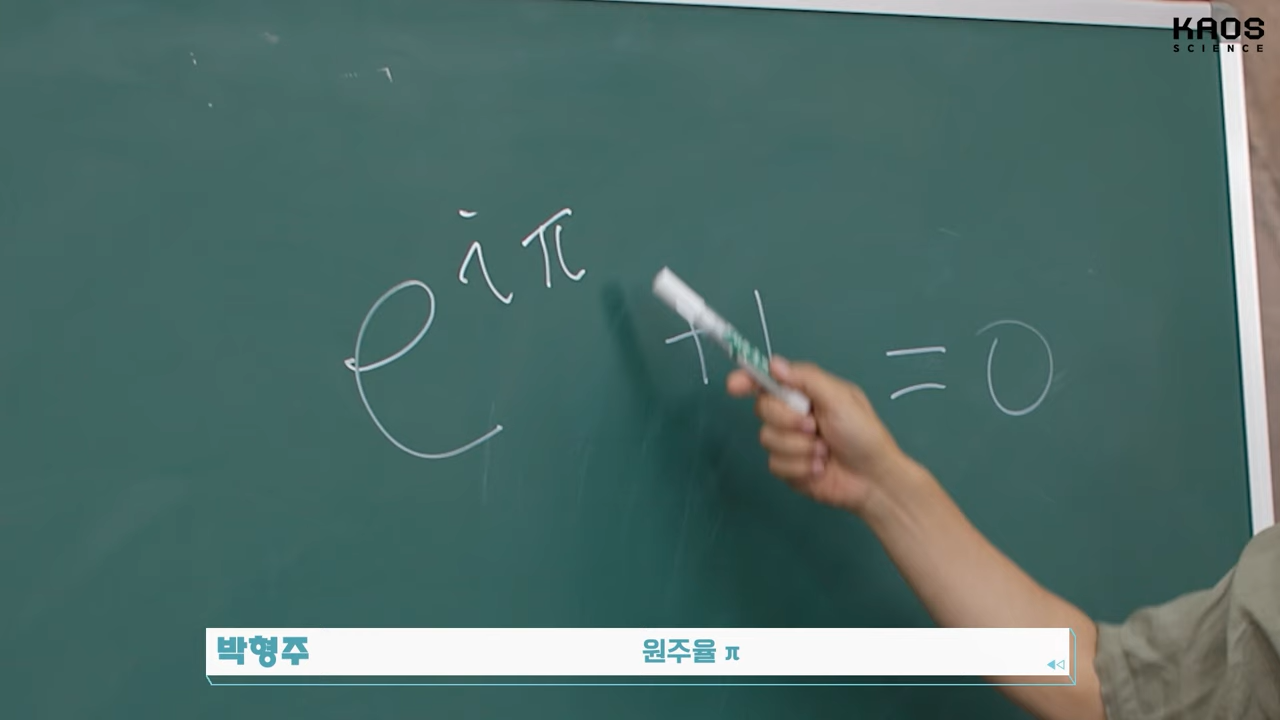 KAOS
SCIENCE
e^{iπ} + 1 = 0
박형주
원주율 π